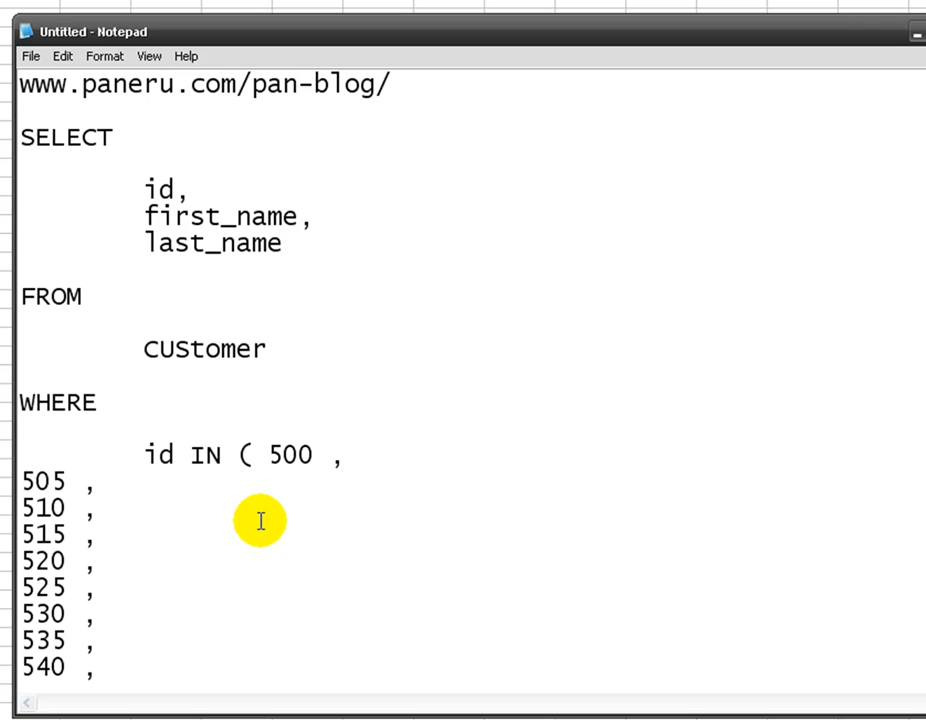 Untitled - Notepad
File Edit Format View Help
www.paneru.com/pan-blog/
SELECT
id,
first_name,
last_name
FROM
CUStomer
WHERE
id IN ( 500 ,
505 ,
510 ,
515 ,
520 ,
525 ,
530 ,
535 ,
540 ,